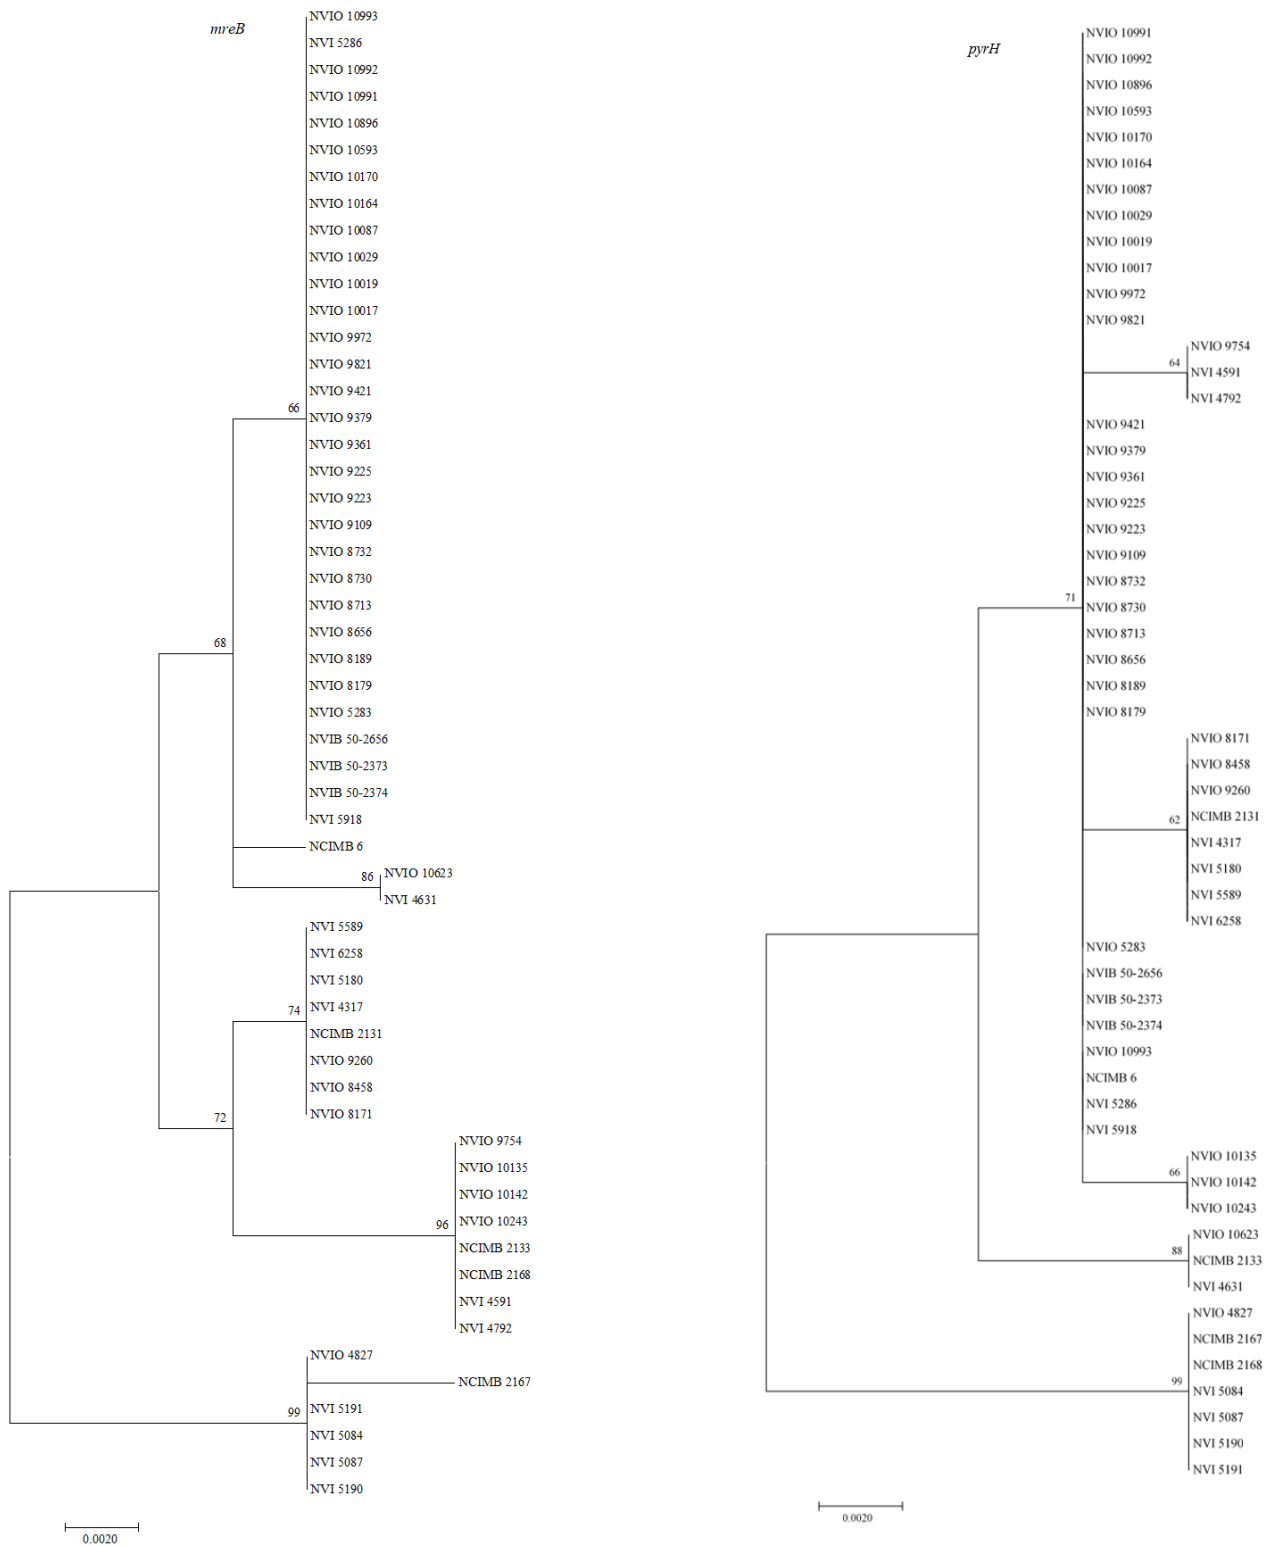 mreB
NVIO 10993
NVI 5286
NVIO 10992
NVIO 10991
NVIO 10896
NVIO 10593
NVIO 10170
NVIO 10164
NVIO 10087
NVIO 10029
NVIO 10019
NVIO 10017
NVIO 9972
NVIO 9821
NVIO 9421
66
NVIO 9379
NVIO 9361
NVIO 9225
NVIO 9223
NVIO 9109
NVIO 8732
NVIO 8730
NVIO 8713
NVIO 8656
68
NVIO 8189
NVIO 8179
NVIO 5283
NVIB 50-2656
NVIB 50-2373
NVIB 50-2374
NVI 5918
NCIMB 6
86
NVIO 10623
NVI 4631
NVI 5589
NVI 6258
NVI 5180
NVI 4317
74
NCIMB 2131
NVIO 9260
NVIO 8458
NVIO 8171
72
NVIO 9754
NVIO 10135
NVIO 10142
NVIO 10243
96
NCIMB 2133
NCIMB 2168
NVI 4591
NVI 4792
NVIO 4827
NCIMB 2167
NVI 5191
99
NVI 5084
NVI 5087
NVI 5190
0.0020
pyrH
NVIO 10991
NVIO 10992
NVIO 10896
NVIO 10593
NVIO 10170
NVIO 10164
NVIO 10087
NVIO 10029
NVIO 10019
NVIO 10017
NVIO 9972
NVIO 9821
NVIO 9754
64
NVI 4591
NVI 4792
NVIO 9421
NVIO 9379
NVIO 9361
NVIO 9225
NVIO 9223
NVIO 9109
NVIO 8732
71
NVIO 8730
NVIO 8713
NVIO 8656
NVIO 8189
NVIO 8179
NVIO 8171
NVIO 8458
NVIO 9260
NCIMB 2131
62
NVI 4317
NVI 5180
NVI 5589
NVI 6258
NVIO 5283
NVIB 50-2656
NVIB 50-2373
NVIB 50-2374
NVIO 10993
NCIMB 6
NVI 5286
NVI 5918
NVIO 10135
66
NVIO 10142
NVIO 10243
NVIO 10623
88
NCIMB 2133
NVI 4631
NVIO 4827
NCIMB 2167
NCIMB 2168
99
NVI 5084
NVI 5087
NVI 5190
NVI 5191
0.0020